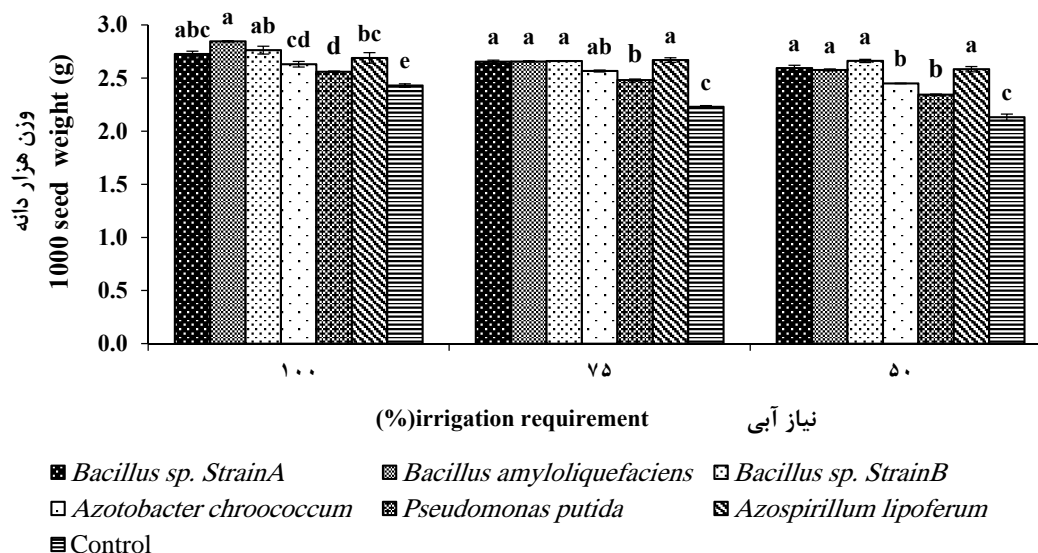 وزن هزار دانه
1000 seed weight (g)
3.0
2.5
2.0
1.5
1.0
0.5
0.0
abc a ab cd d bc e
a a a ab b a c
a a a b b a c
۱۰۰ ۷۵ ۵۰
(%)irrigation requirement نیاز آبی
Bacillus sp. StrainA Bacillus amyloliquefaciens Bacillus sp. StrainB
Azotobacter chroococcum Pseudomonas putida Azospirillum lipoferum
Control